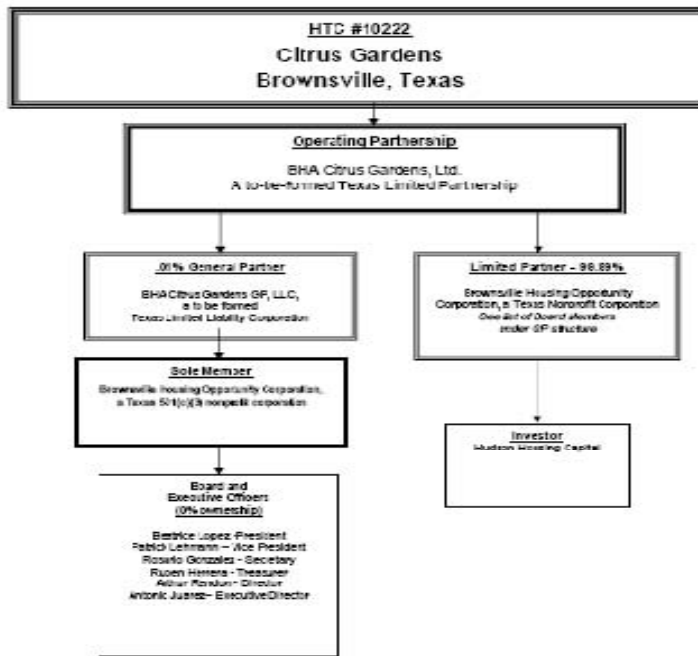 HTC #10222
Citrus Gardens
Brownsville, Texas
Operating Partnership
BHA Citrus Gardens, Ltd.
A to-be-formed Texas Limited Partnership
.01% General Partner
BHA Citrus Gardens GP, LLC,
a to be formed
Texas Limited Liability Corporation
Limited Partner - 99.99%
Brownsville Housing Opportunity
Corporation, a Texas Nonprofit Corporation
See list of Board Members
under GP structure
Sole Member
Brownsville Housing Opportunity Corporation,
a Texas 501(c)(3) nonprofit corporation
Investor
Hudson Housing Capital
Board and
Executive Officers
(0% ownership)
Beatrice Lopez -President
Patrick Lehmann – Vice President
Rosario Gonzalez - Secretary
Ruben Herrera - Treasurer
Arthur Rendon - Director
Antonio Juarez– Executive Director